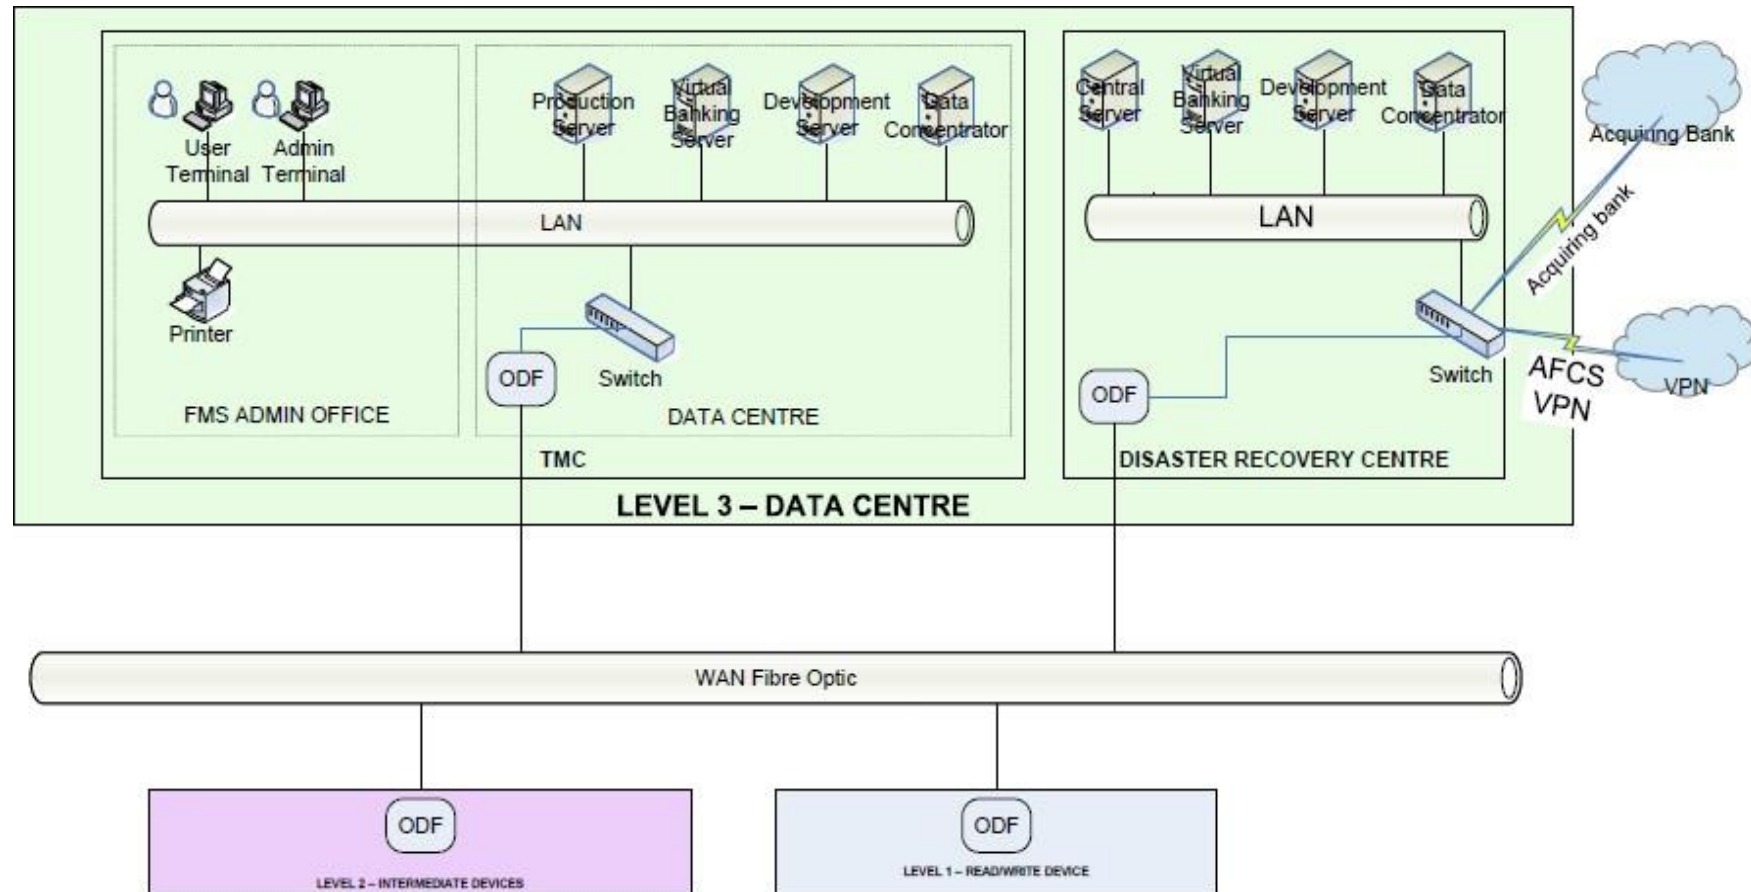 User
Terminal
Admin
Terminal
Production
Server
Virtual
Banking
Server
Development
Server
Data
Concentrator
LAN
Printer
ODF
Switch
FMS ADMIN OFFICE
DATA CENTRE
TMC
Central
Server
Virtual
Banking
Server
Development
Server
Data
Concentrator
LAN
ODF
Switch
DISASTER RECOVERY CENTRE
Acquiring Bank
Acquiring bank
AFCS
VPN
VPN
LEVEL 3 – DATA CENTRE
WAN Fibre Optic
ODF
LEVEL 2 – INTERMEDIATE DEVICES
ODF
LEVEL 1 – READ/WRITE DEVICE